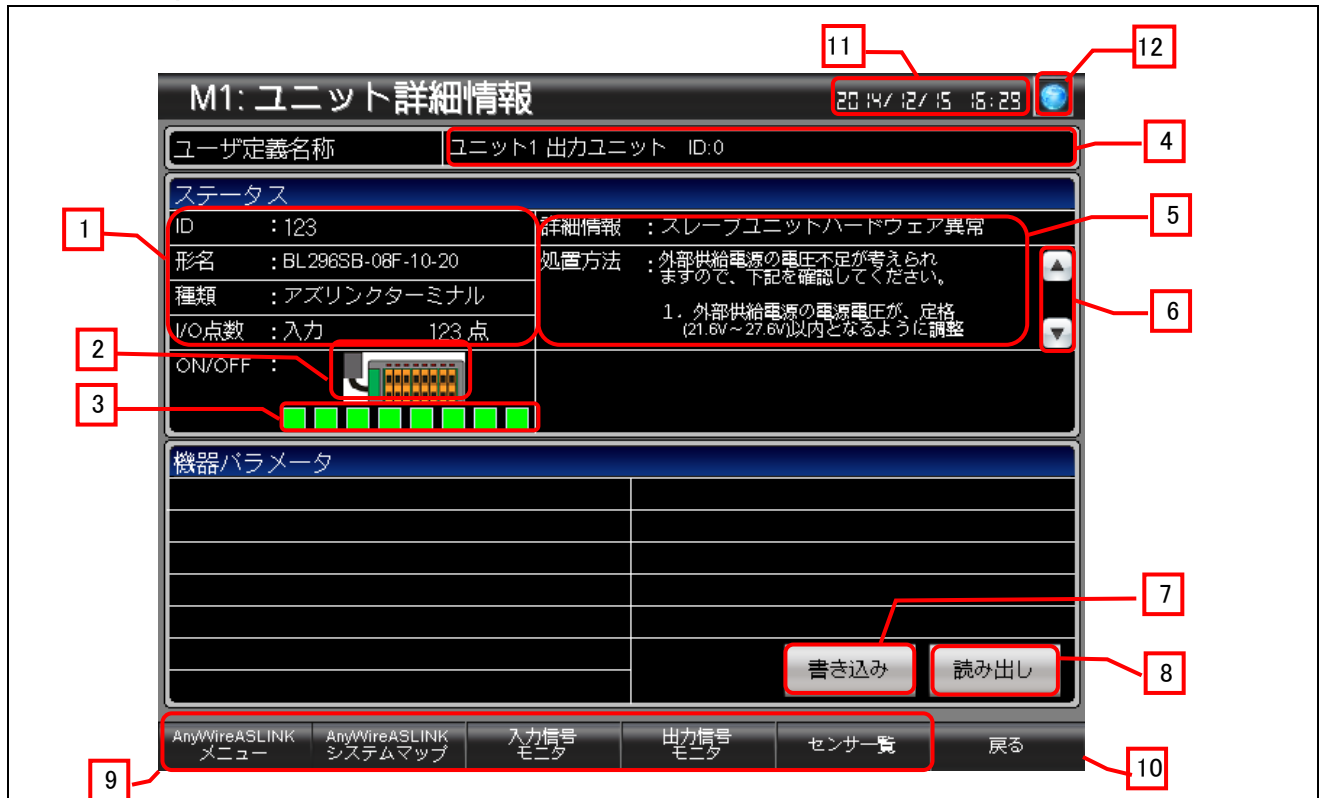 11
12
M1: ユニット詳細情報
2014/12/15 16:29
ユーザ定義名称
ユニット1 出力ユニット ID:0
4
ステータス
1
ID :123
詳細情報 :スレーブユニットハードウェア異常
5
形名 :BL296SB-08F-10-20
処置方法 :外部供給電源の電圧不足が考えられ
ますので、下記を確認してください。
種類 :アズリンクターミナル
1. 外部供給電源の電源電圧が、定格
(21.6V~27.6V)以内となるように調整
6
I/O点数 :入力 123 点
2
ON/OFF :
3
機器パラメータ
7
書き込み
読み出し
8
AnyWireASLINK
メニュー
AnyWireASLINK
システムマップ
入力信号
モニタ
出力信号
モニタ
センサ一覧
戻る
9
10